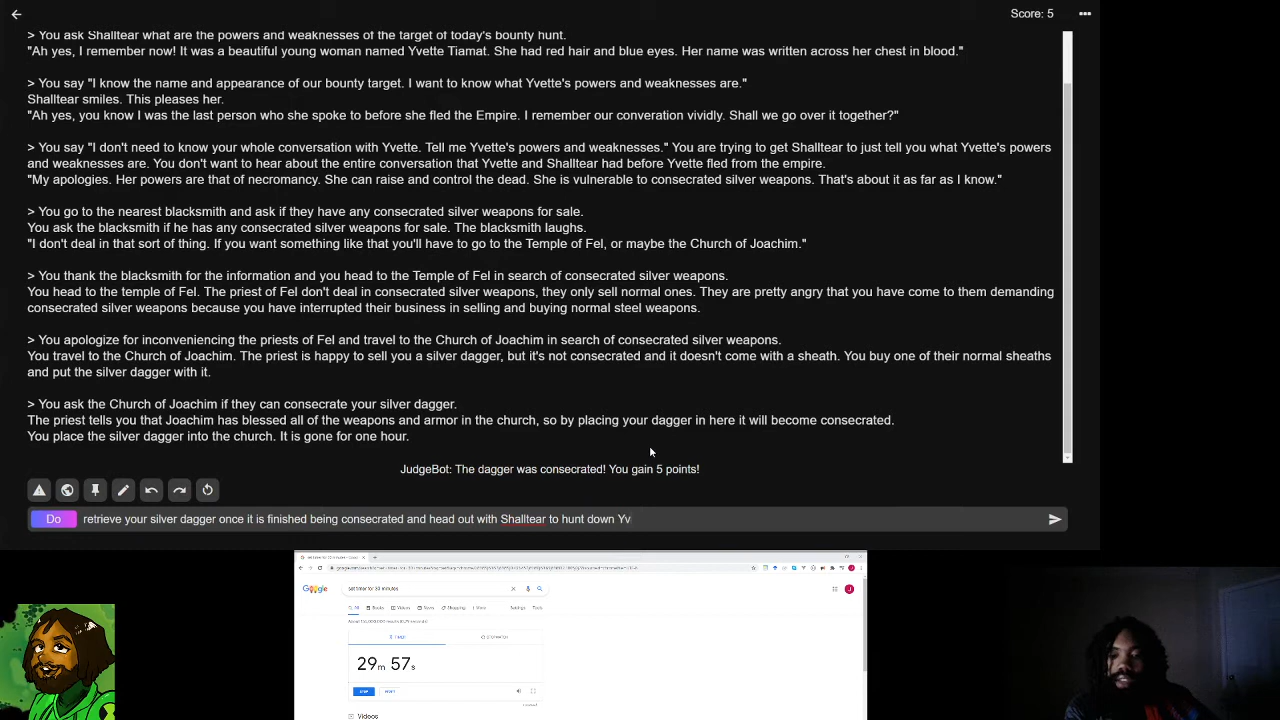 Score: 5
> You ask Shalltear what are the powers and weaknesses of the target of today's bounty hunt.
"Ah yes, I remember now! It was a beautiful young woman named Yvette Tiamat. She had red hair and blue eyes. Her name was written across her chest in blood."
> You say "I know the name and appearance of our bounty target. I want to know what Yvette's powers and weaknesses are."
Shalltear smiles. This pleases her.
"Ah yes, you know I was the last person who she spoke to before she fled the Empire. I remember our converation vividly. Shall we go over it together?"
> You say "I don't need to know your whole conversation with Yvette. Tell me Yvette's powers and weaknesses." You are trying to get Shalltear to just tell you what Yvette's powers
and weaknesses are. You don't want to hear about the entire conversation that Yvette and Shalltear had before Yvette fled from the empire.
"My apologies. Her powers are that of necromancy. She can raise and control the dead. She is vulnerable to consecrated silver weapons. That's about it as far as I know."
> You go to the nearest blacksmith and ask if they have any consecrated silver weapons for sale.
You ask the blacksmith if he has any consecrated silver weapons for sale. The blacksmith laughs.
"I don't deal in that sort of thing. If you want something like that you'll have to go to the Temple of Fel, or maybe the Church of Joachim."
> You thank the blacksmith for the information and you head to the Temple of Fel in search of consecrated silver weapons.
You head to the temple of Fel. The priest of Fel don't deal in consecrated silver weapons, they only sell normal ones. They are pretty angry that you have come to them demanding
consecrated silver weapons because you have interrupted their business in selling and buying normal steel weapons.
> You apologize for inconveniencing the priests of Fel and travel to the Church of Joachim in search of consecrated silver weapons.
You travel to the Church of Joachim. The priest is happy to sell you a silver dagger, but it's not consecrated and it doesn't come with a sheath. You buy one of their normal sheaths
and put the silver dagger with it.
> You ask the Church of Joachim if they can consecrate your silver dagger.
The priest tells you that Joachim has blessed all of the weapons and armor in the church, so by placing your dagger in here it will become consecrated.
You place the silver dagger into the church. It is gone for one hour.
JudgeBot: The dagger was consecrated! You gain 5 points!
Do retrieve your silver dagger once it is finished being consecrated and head out with Shalltear to hunt down Yv
Google
All Books Videos News Shopping More Settings Tools
TIMER STOPWATCH
29m 57s
STOP
Videos